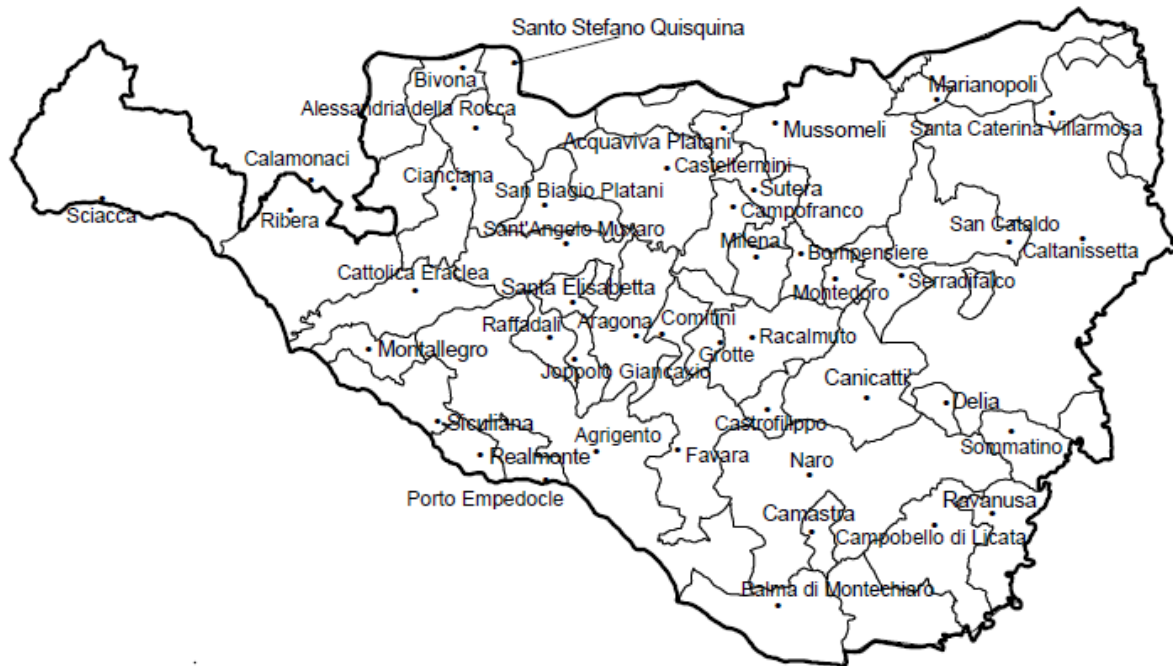 Santo Stefano Quisquina
Bivona
Marianopoli
Alessandria della Rocca
Mussomeli
Santa Caterina Villarmosa
Acquaviva Platani
Calamonaci
Casteltermini
Cianciana
San Biagio Platani
Sutera
Sciacca
Ribera
Campofranco
Sant'Angelo Muxaro
San Cataldo
Milena
Bompensiere
Caltanissetta
Cattolica Eraclea
Santa Elisabetta
Montedoro
Serradifalco
Raffadali
Aragona
Comitini
Racalmuto
Montallegro
Grotte
Joppolo Giancaxio
Canicatti'
Delia
Siculiana
Castrofilippo
Agrigento
Sommatino
Realmonte
Favara
Naro
Porto Empedocle
Ravanusa
Camastra
Campobello di Licata
Palma di Montechiaro